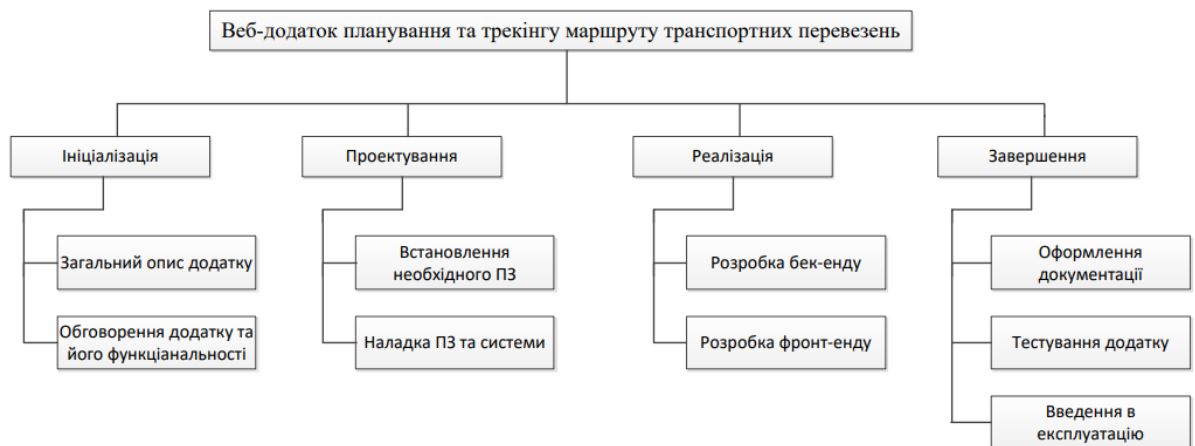 Веб-додаток планування та трекінгу маршруту транспортних перевезень
Ініціалізація
Проектування
Реалізація
Завершення
Загальний опис додатку
Обговорення додатку та
його функціанальності
Встановлення
необхідного ПЗ
Наладка ПЗ та системи
Розробка бек-енду
Розробка фронт-енду
Оформлення
документації
Тестування додатку
Введення в
експлуатацію